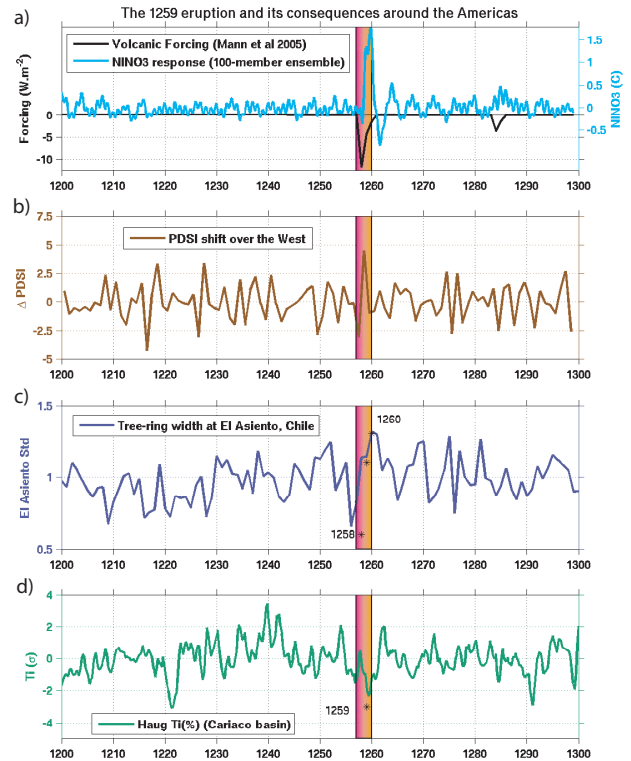 The 1259 eruption and its consequences around the Americas
a)
Volcanic Forcing (Mann et al 2005)
NINO3 response (100-member ensemble)
Forcing (W.m-2)
0
-5
-10
1.5
1
0.5
0
-0.5
NINO3 (C)
1200 1210 1220 1230 1240 1250 1260 1270 1280 1290 1300
b)
PDSI shift over the West
Δ PDSI
7.5
5
2.5
0
-2.5
-5
1200 1210 1220 1230 1240 1250 1260 1270 1280 1290 1300
c)
Tree-ring width at El Asiento, Chile
El Asiento Std
1.5
1
0.5
1260
1258
1200 1210 1220 1230 1240 1250 1260 1270 1280 1290 1300
d)
Ti (σ)
4
2
0
-2
-4
1259
Haug Ti(%) (Cariaco basin)
1200 1210 1220 1230 1240 1250 1260 1270 1280 1290 1300